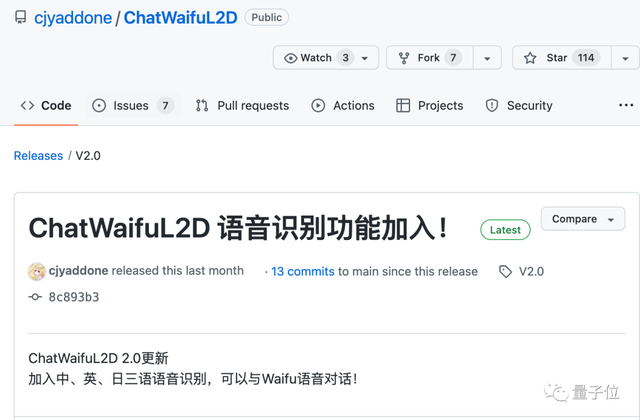 cjyaddone / ChatWaifuL2D Public
Watch 3 Fork 7 Star 114
Code Issues 7 Pull requests Actions Projects Security
Releases / V2.0
ChatWaifuL2D 语音识别功能加入！ Latest Compare
cjyaddone released this last month · 13 commits to main since this release V2.0
8c893b3
ChatWaifuL2D 2.0更新
加入中、英、日三语语音识别，可以与Waifu语音对话！
量子位